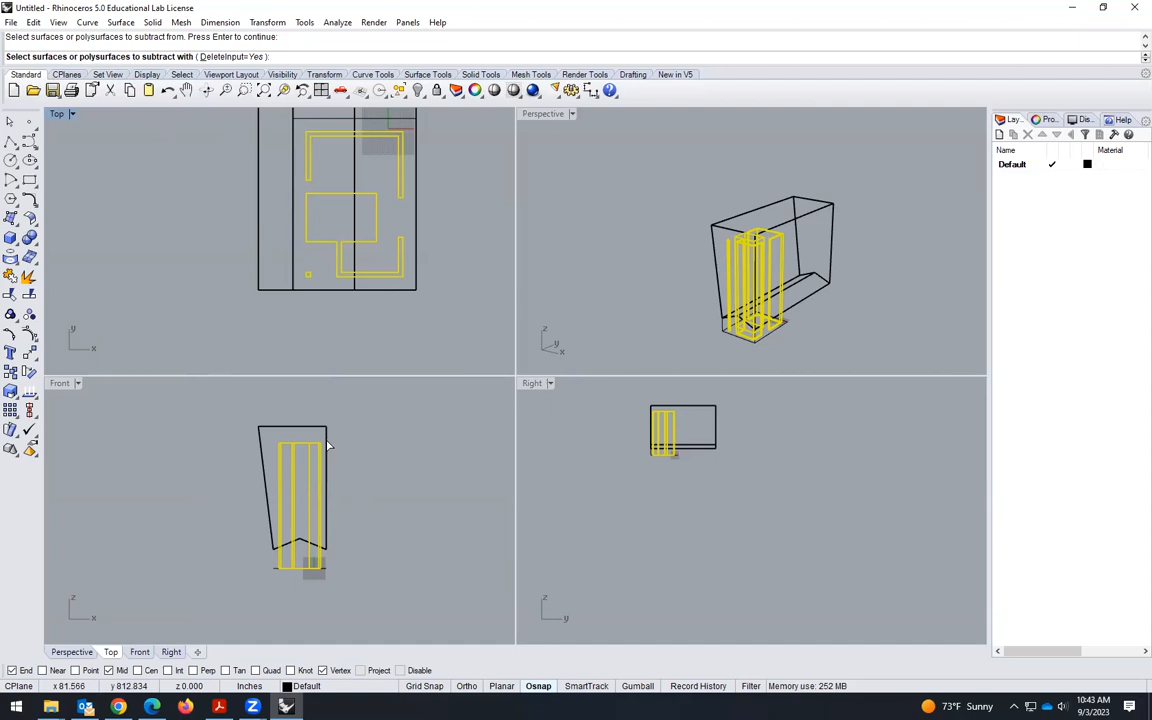 Untitled - Rhinoceros 5.0 Educational Lab License
File Edit View Curve Surface Solid Mesh Dimension Transform Tools Analyze Render Panels Help
Select surfaces or polysurfaces to subtract from. Press Enter to continue:
Select surfaces or polysurfaces to subtract with ( DeleteInput=Yes ):
Standard CPlanes Set View Display Select Viewport Layout Visibility Transform Curve Tools Surface Tools Solid Tools Mesh Tools Render Tools Drafting New in V5
Top Perspective
Lay... Pro... Dis... Help
Name Material
Default
y
x
z
y
x
Front Right
z
x
z
y
Perspective Top Front Right
End Near Point Mid Cen Int Perp Tan Quad Knot Vertex Project Disable
CPlane x 81.566 y 812.834 z 0.000 Inches Default Grid Snap Ortho Planar Osnap SmartTrack Gumball Record History Filter Memory use: 252 MB
73°F Sunny
10:43 AM
9/3/2023